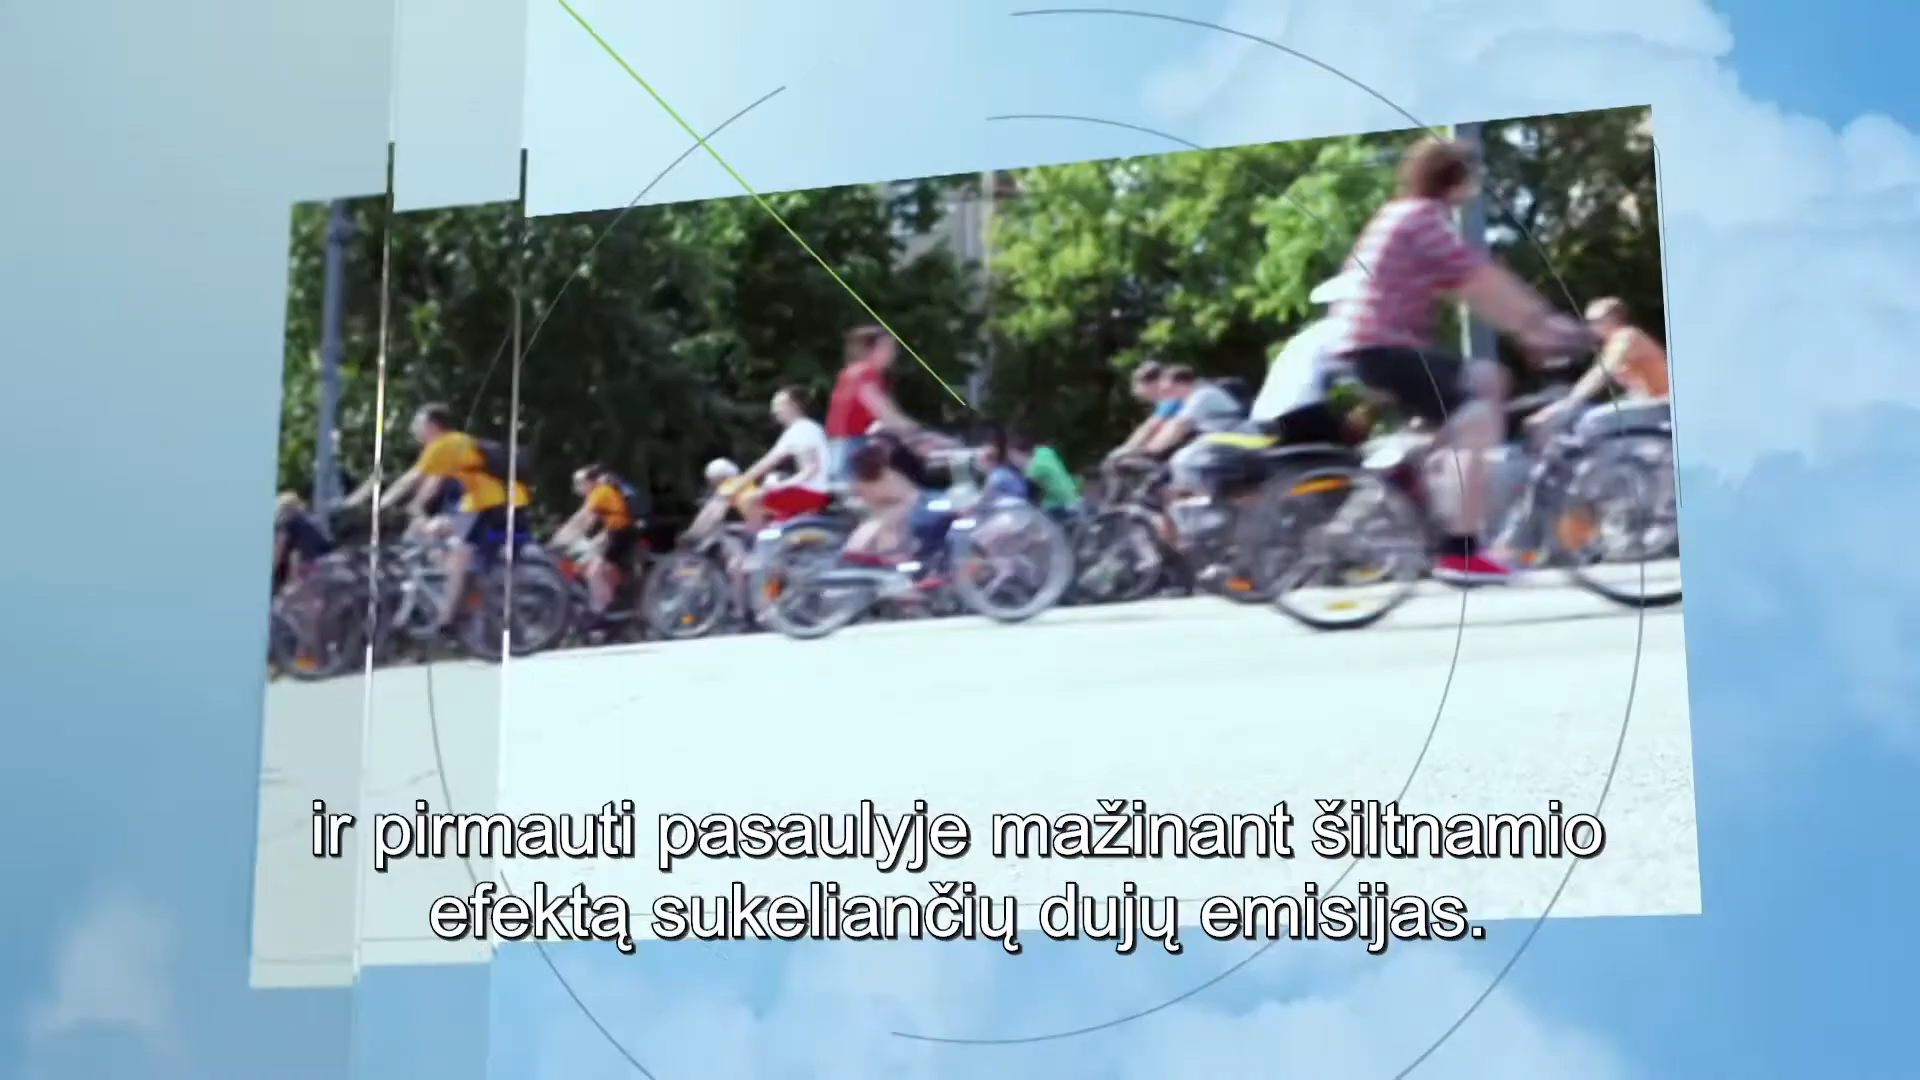 ir pirmauti pasaulyje mažinant šiltnamio
efektą sukeliančių dujų emisijas.